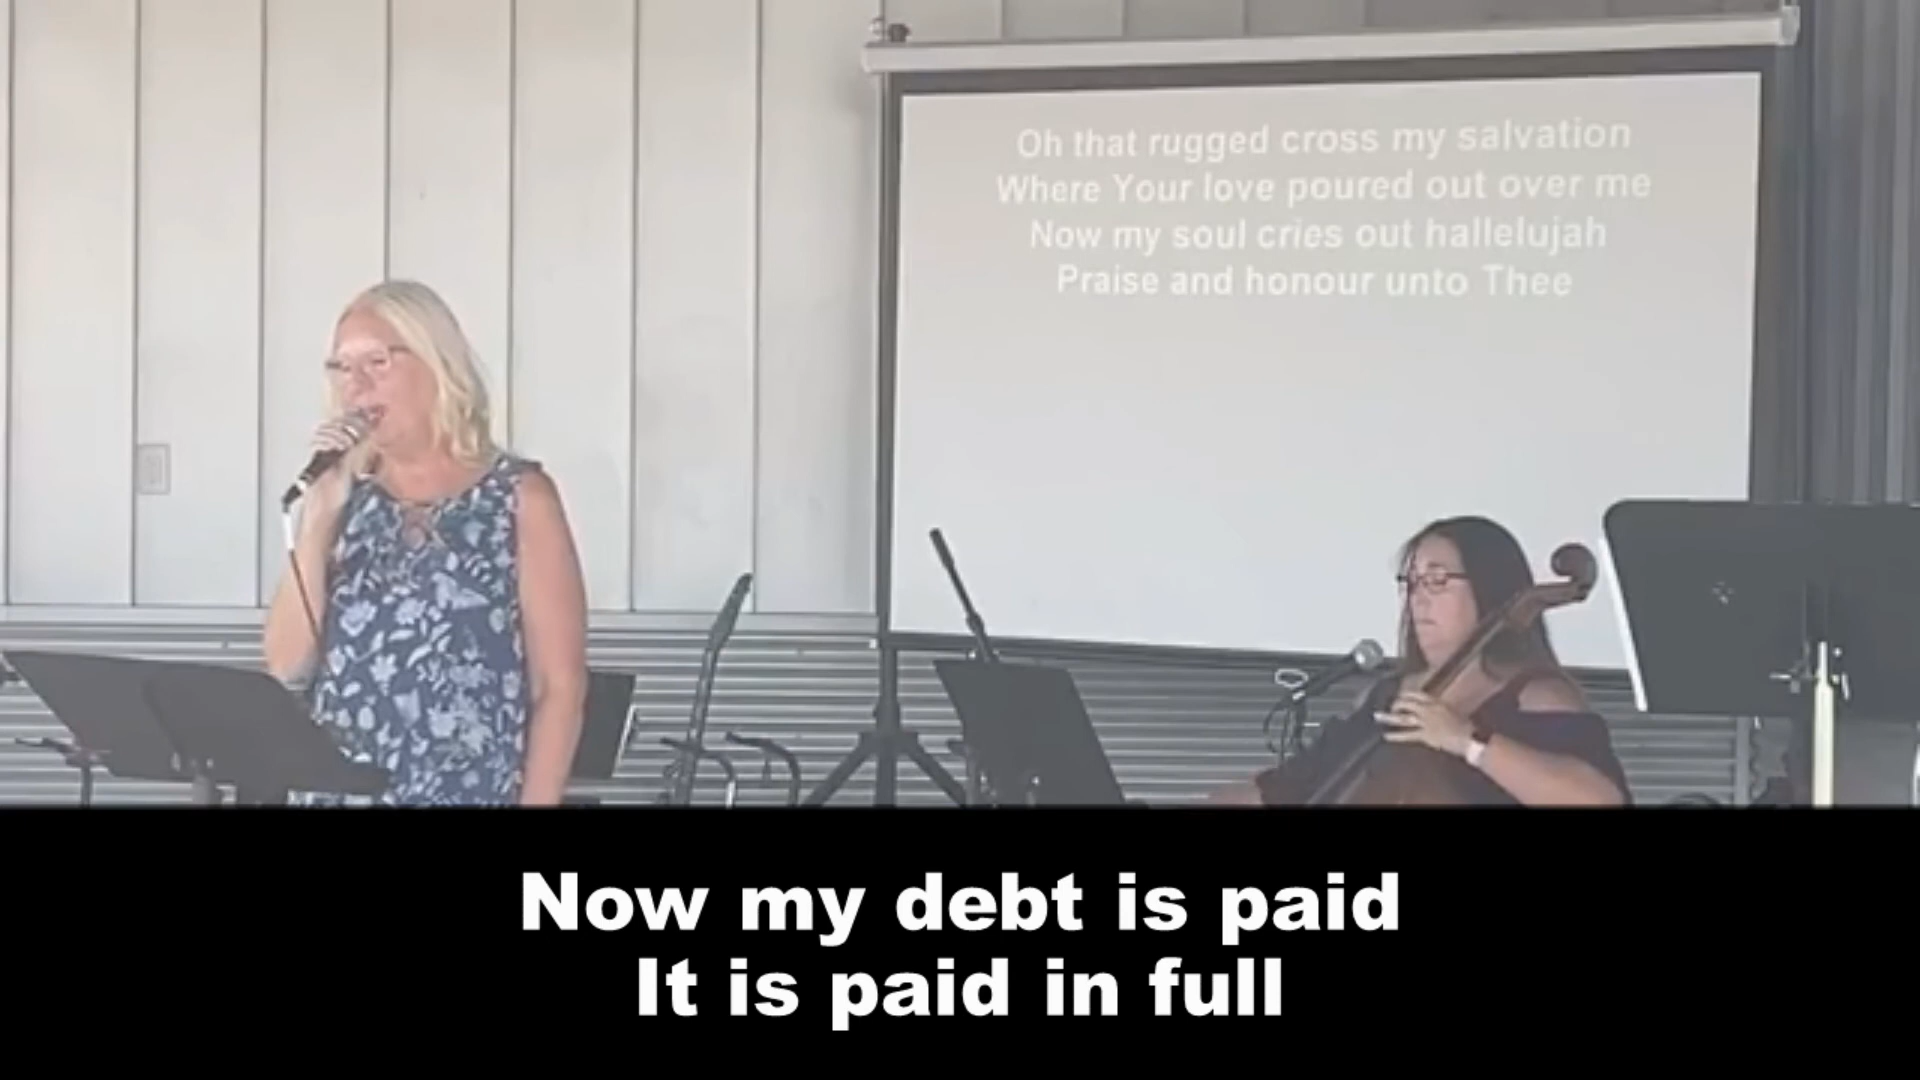 Oh that rugged cross my salvation
Where Your love poured out over me
Now my soul cries out hallelujah
Praise and honour unto Thee
Now my debt is paid
It is paid in full